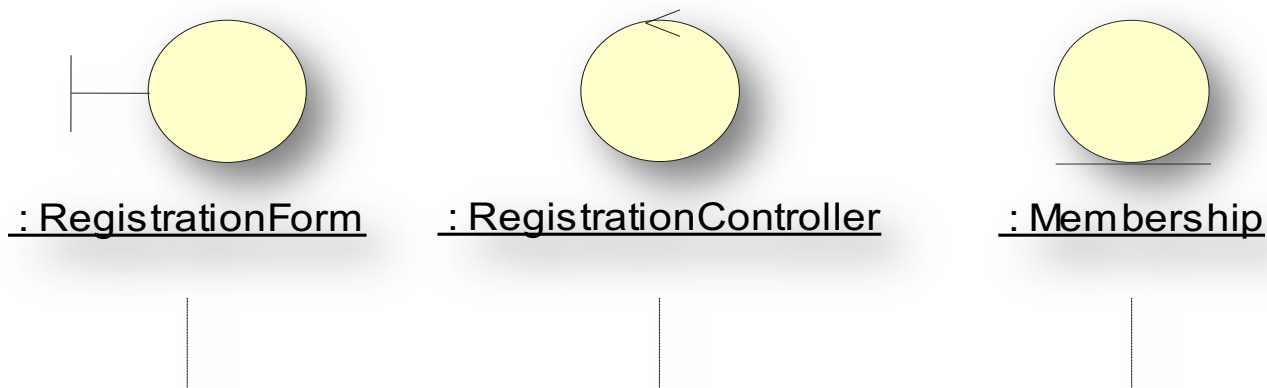 : RegistrationForm
: RegistrationController
: Membership